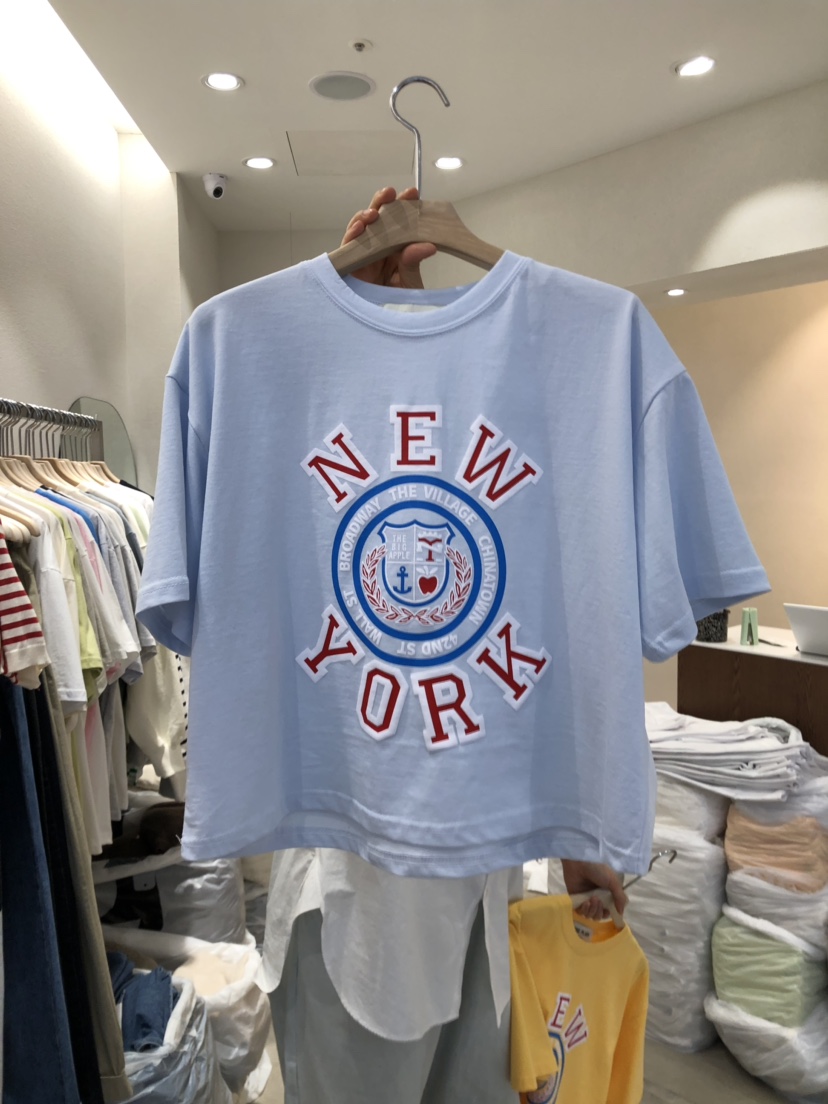 NEW
BROADWAY THE VILLAGE CHINATOWN
42ND ST WALL ST
THE
BIG
APPLE
YORK
NEW